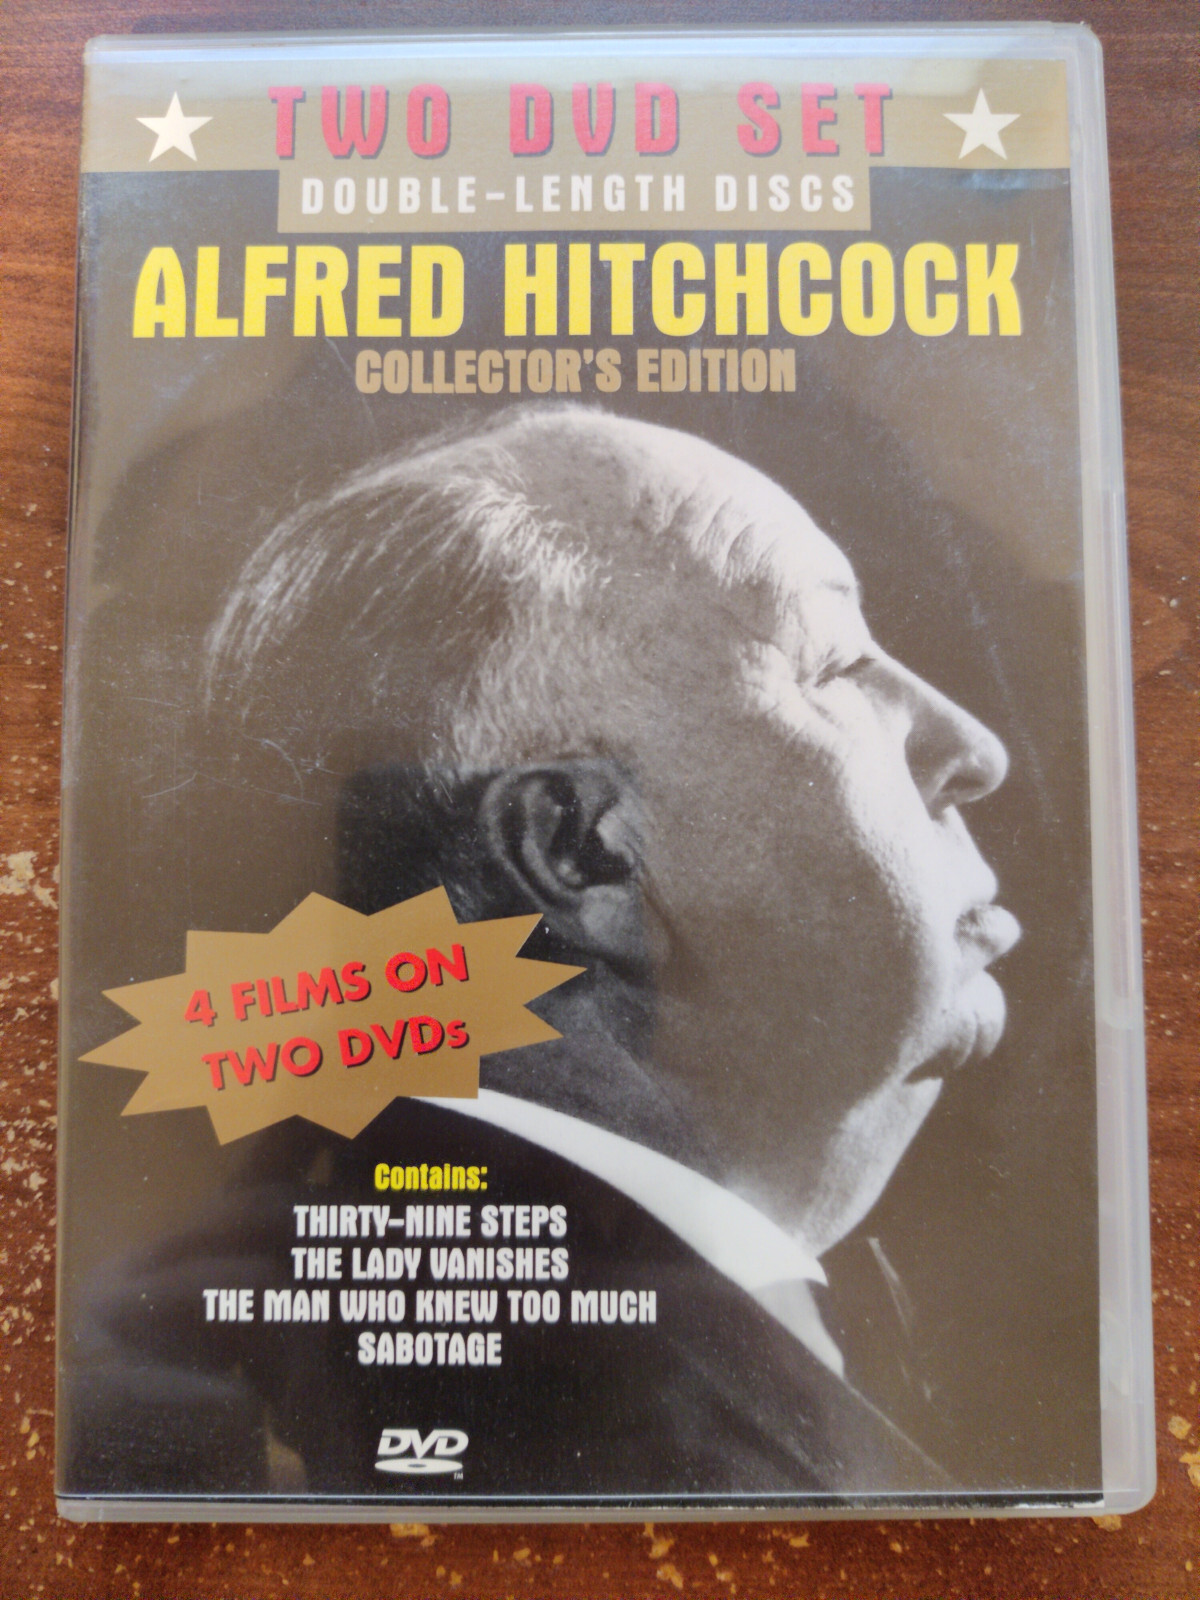 TWO DVD SET
DOUBLE-LENGTH DISCS
ALFRED HITCHCOCK
COLLECTOR'S EDITION
4 FILMS ON
TWO DVDs
Contains:
THIRTY-NINE STEPS
THE LADY VANISHES
THE MAN WHO KNEW TOO MUCH
SABOTAGE
DVD
TM